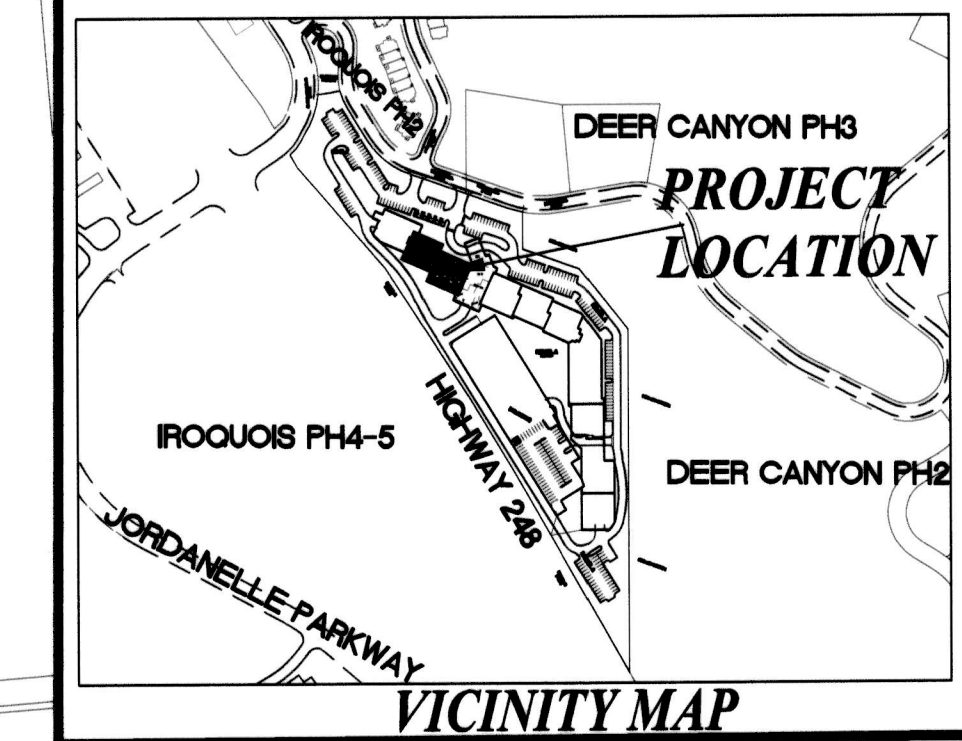 IROQUOIS PH2
DEER CANYON PH3
PROJECT
LOCATION
IROQUOIS PH4-5
HIGHWAY 248
DEER CANYON PH2
JORDANELLE PARKWAY
VICINITY MAP